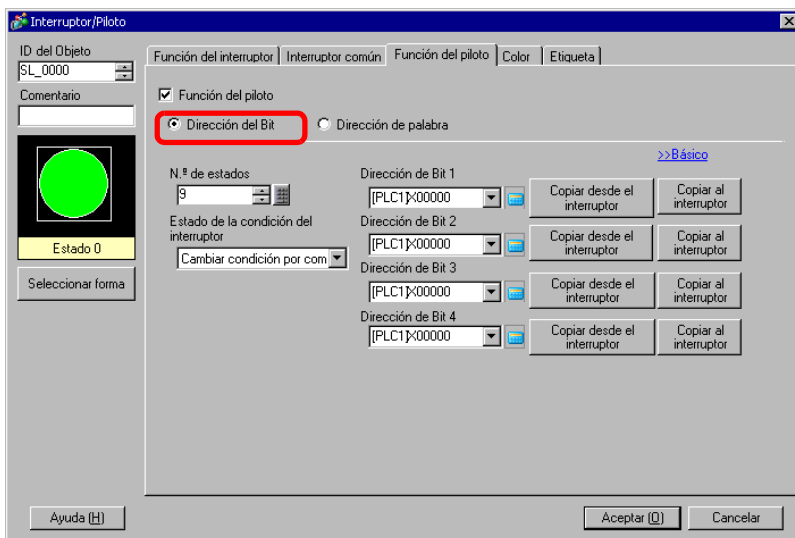 Interruptor/Piloto
ID del Objeto
SL_0000
Comentario
Estado 0
Seleccionar forma
Función del interruptor
Interruptor común
Función del piloto
Color
Etiqueta
Función del piloto
Dirección del Bit
Dirección de palabra
>>Básico
N.º de estados
9
Estado de la condición del
interruptor
Cambiar condición por com
Dirección de Bit 1
[PLC1]X00000
Copiar desde el
interruptor
Copiar al
interruptor
Dirección de Bit 2
[PLC1]X00000
Copiar desde el
interruptor
Copiar al
interruptor
Dirección de Bit 3
[PLC1]X00000
Copiar desde el
interruptor
Copiar al
interruptor
Dirección de Bit 4
[PLC1]X00000
Copiar desde el
interruptor
Copiar al
interruptor
Ayuda (H)
Aceptar (O)
Cancelar